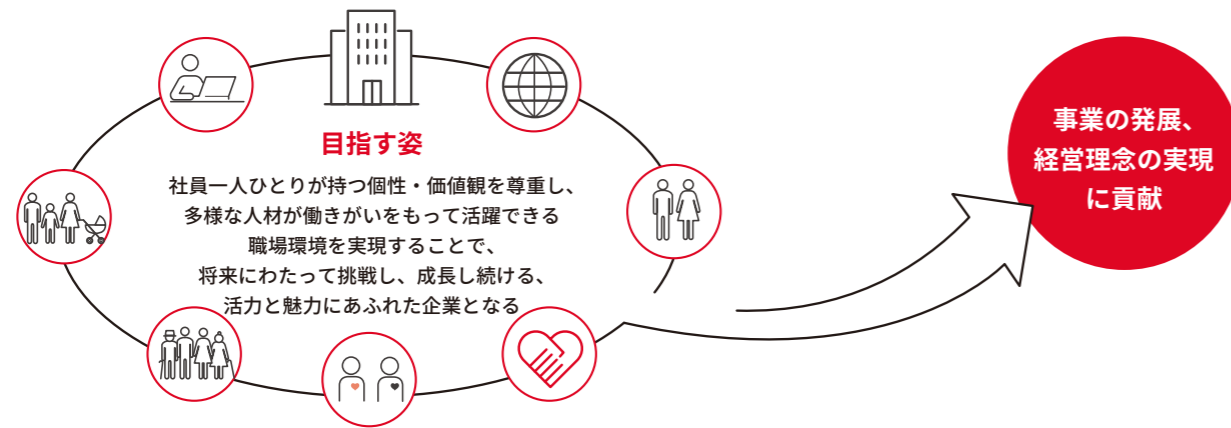 目指す姿
社員一人ひとりが持つ個性・価値観を尊重し、
多様な人材が働きがいをもって活躍できる
職場環境を実現することで、
将来にわたって挑戦し、成長し続ける、
活力と魅力にあふれた企業となる
事業の発展、
経営理念の実現
に貢献